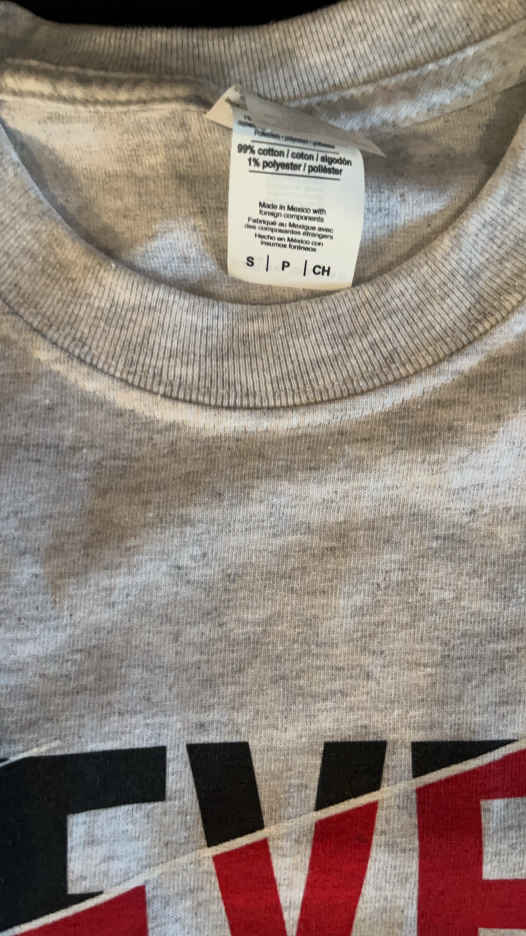 99% cotton / coton / algodón
1% polyester / poliéster
Made in Mexico with
foreign components
Fabriqué au Mexique avec
des composantes étrangers
Hecho en México con
insumos foráneos
S | P | CH
EVE